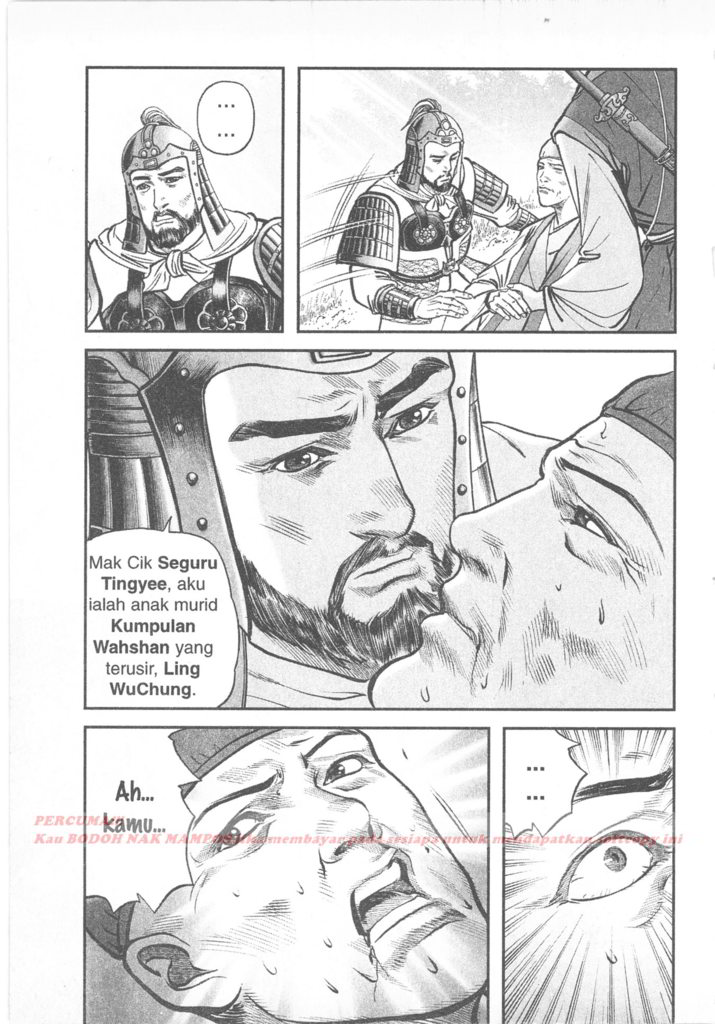 ...
...
Mak Cik Seguru
Tingyee, aku
ialah anak murid
Kumpulan
Wahshan yang
terusir, Ling
WuChung.
Ah...
kamu...
...
...
PERCUMA!!!
Kau BODOH NAK MAMPOS membayar pada sesiapa untuk mendapatkan softcopy ini